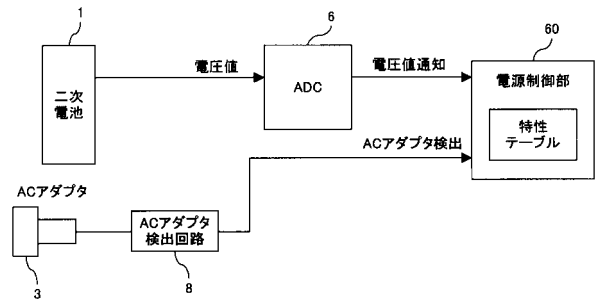 1
6
60
二次
電池
電圧値
ADC
電圧値通知
電源制御部
特性
テーブル
ACアダプタ検出
ACアダプタ
ACアダプタ
検出回路
3
8